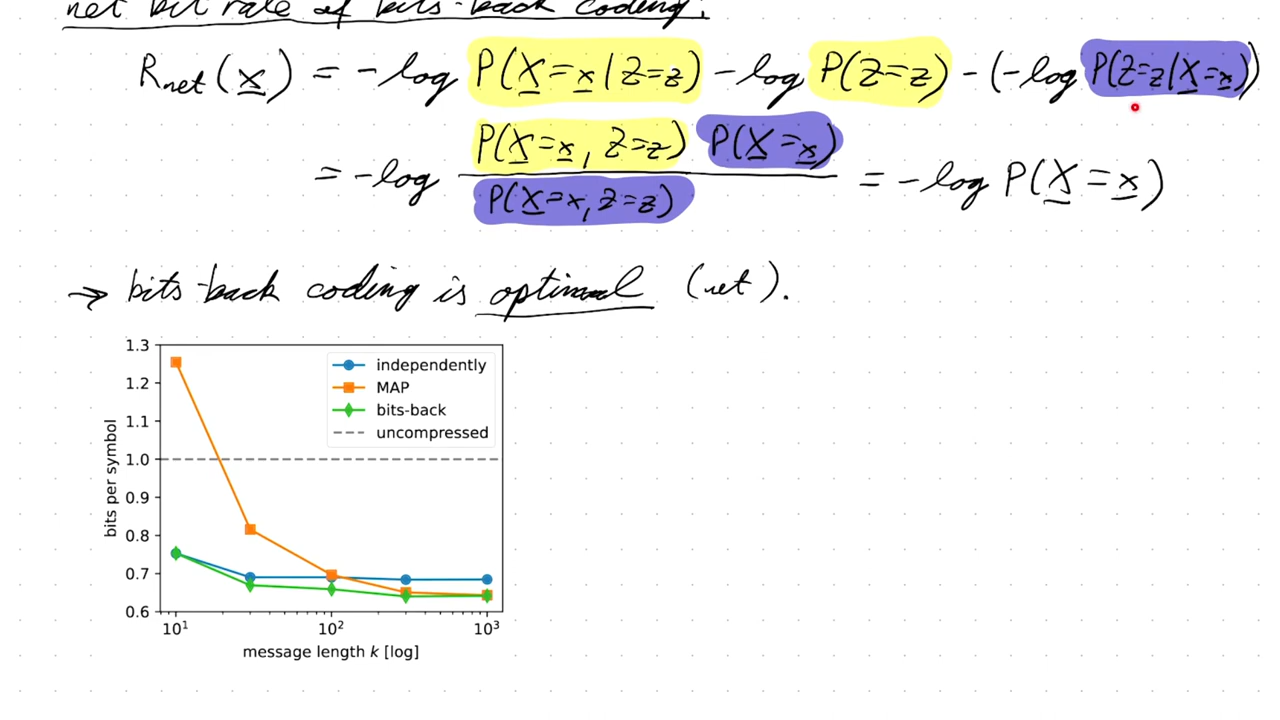 net bit rate of bits-back coding:
R_net(x) = -log P(X=x|Z=z) -log P(Z=z) - (-log P(Z=z|X=x))
= -log P(X=x, Z=z) P(X=x) / P(X=x, Z=z) = -log P(X=x)
→ bits-back coding is optimal (net).
1.3
1.2
1.1
1.0
0.9
0.8
0.7
0.6
bits per symbol
independently
MAP
bits-back
uncompressed
10¹ 10² 10³
message length k [log]